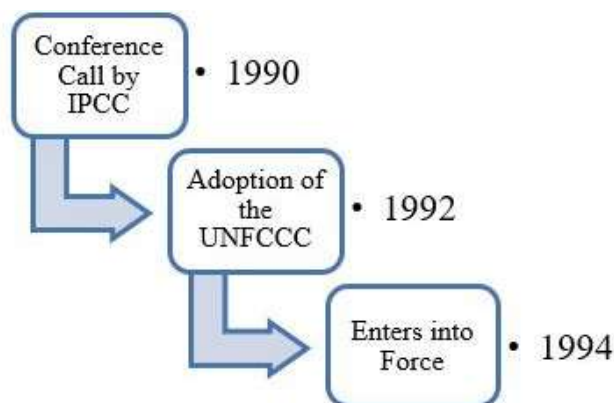 Conference
Call by
IPCC
• 1990
Adoption of
the
UNFCCC
• 1992
Enters into
Force
• 1994